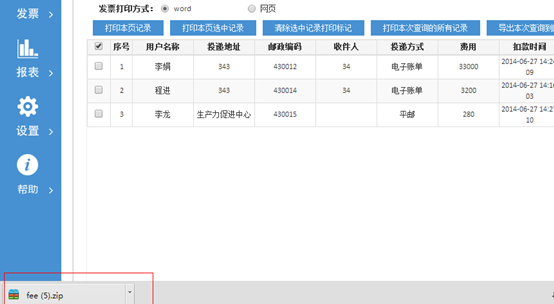 发票 >
发票打印方式： word 网页
打印本页记录 打印本页选中记录 清除选中记录打印标记 打印本次查询的所有记录 导出本次查询到
序号 用户名称 投递地址 邮政编码 收件人 投递方式 费用 扣款时间
1 李娟 343 430012 34 电子账单 33000 2014-06-27 14:24
09
2 程进 343 430014 34 电子账单 3200 2014-06-27 14:16
03
3 李龙 生产力促进中心 430015 平邮 280 2014-06-27 14:27
10
报表 >
设置 >
帮助 >
fee (5).zip